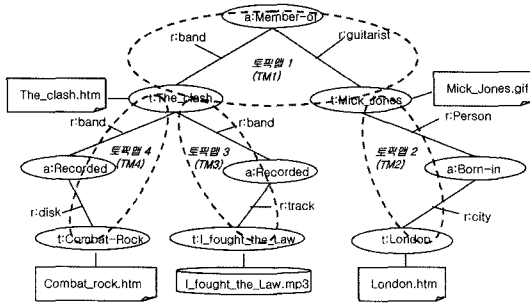 a:Member-of
r:band
r:guitarist
토픽맵 1
(TM1)
The_clash.htm
t:The_clash
t:Mick_Jones
Mick_Jones.gif
r:band
r:band
r:Person
토픽맵 4
(TM4)
토픽맵 3
(TM3)
토픽맵 2
(TM2)
a:Recorded
a:Recorded
a:Born-in
r:disk
r:track
r:city
t:Combat-Rock
t:I_fought_the_Law
t:London
Combat_rock.htm
I_fought_the_Law.mp3
London.htm